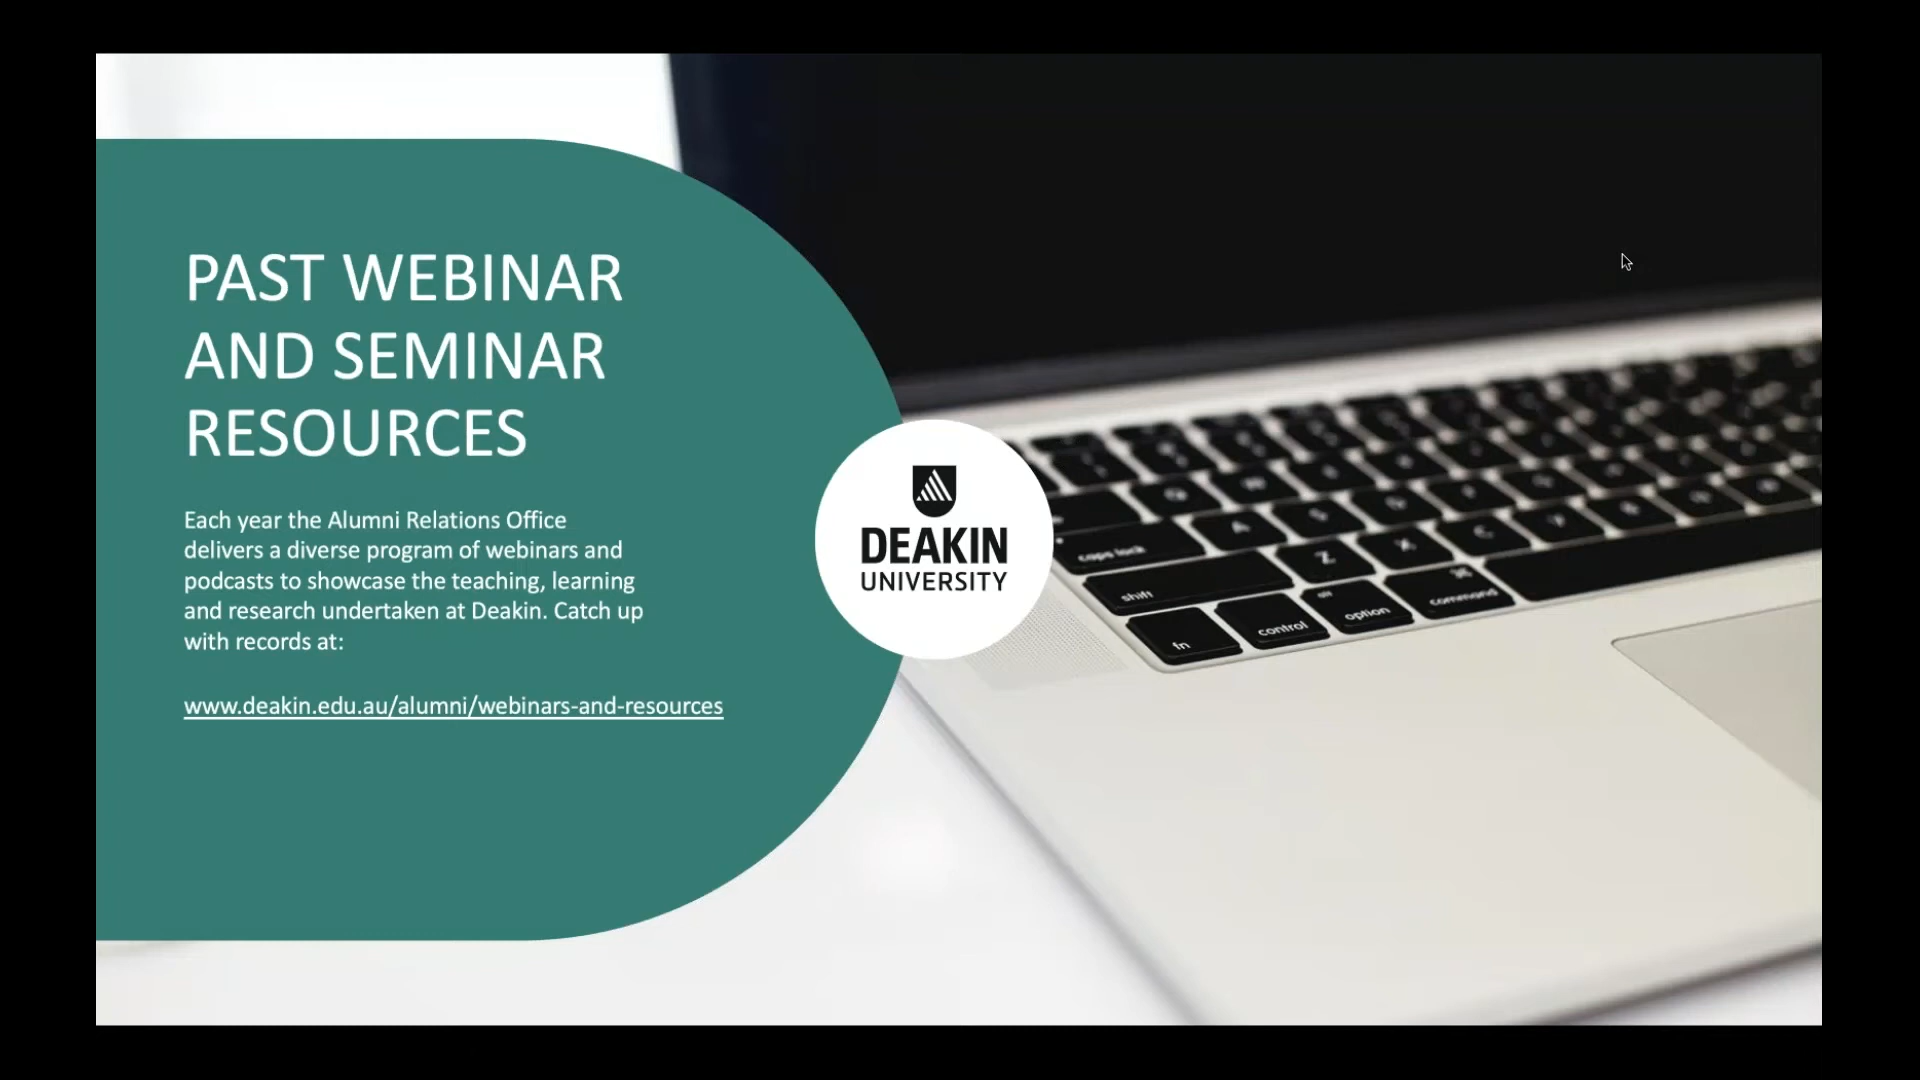 PAST WEBINAR
AND SEMINAR
RESOURCES
Each year the Alumni Relations Office
delivers a diverse program of webinars and
podcasts to showcase the teaching, learning
and research undertaken at Deakin. Catch up
with records at:
www.deakin.edu.au/alumni/webinars-and-resources
DEAKIN
UNIVERSITY
caps lock
A
shift
Z
X
C
fn
control
alt
option
⌘
command